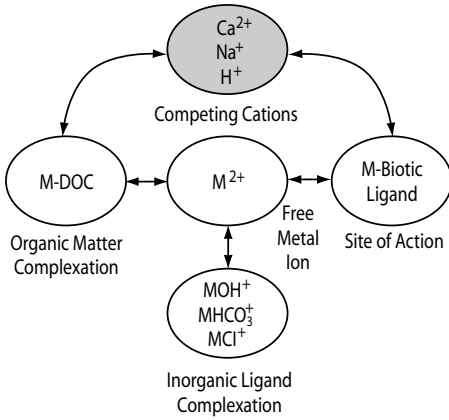 Ca²⁺
Na⁺
H⁺
Competing Cations
M-DOC
M²⁺
M-Biotic
Ligand
Organic Matter
Complexation
Free
Metal
Ion
Site of Action
MOH⁺
MHCO₃⁺
MCl⁺
Inorganic Ligand
Complexation